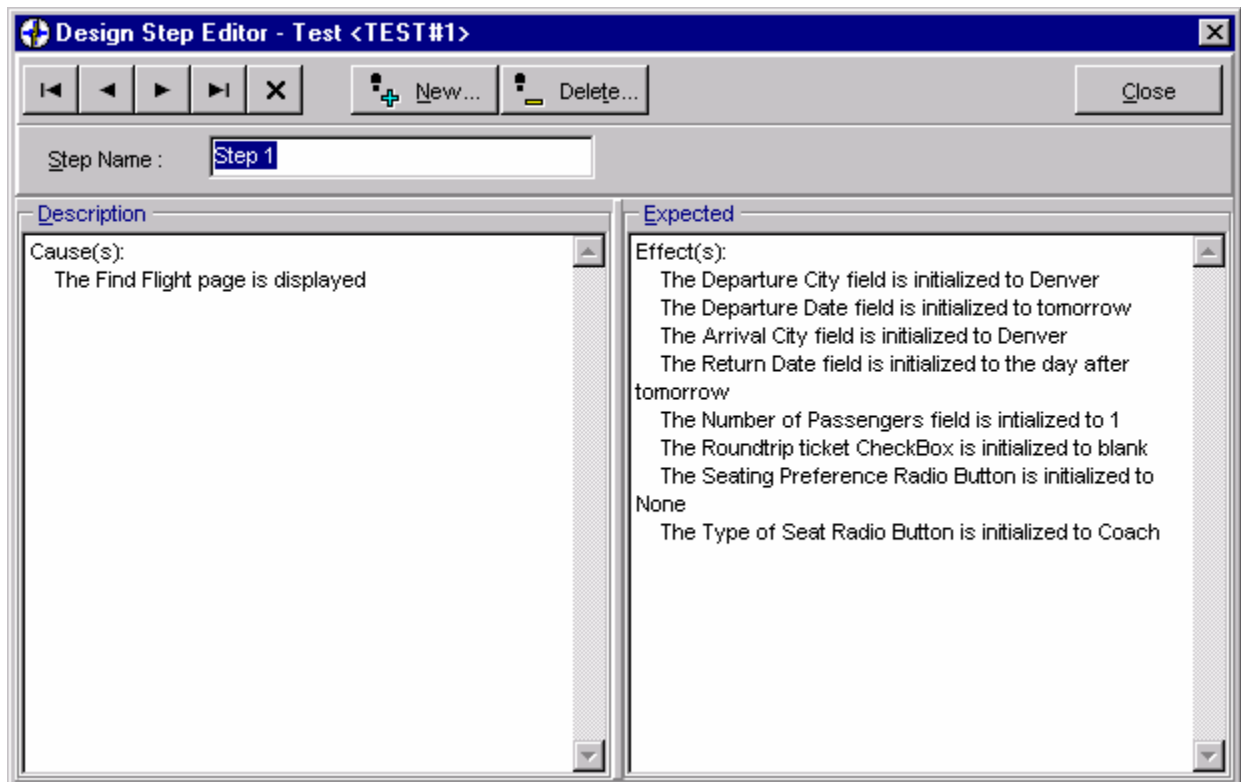 Design Step Editor - Test <TEST#1>
New... Delete... Close
Step Name : Step 1
Description
Cause(s):
The Find Flight page is displayed
Expected
Effect(s):
The Departure City field is initialized to Denver
The Departure Date field is initialized to tomorrow
The Arrival City field is initialized to Denver
The Return Date field is initialized to the day after
tomorrow
The Number of Passengers field is intialized to 1
The Roundtrip ticket CheckBox is initialized to blank
The Seating Preference Radio Button is initialized to
None
The Type of Seat Radio Button is initialized to Coach